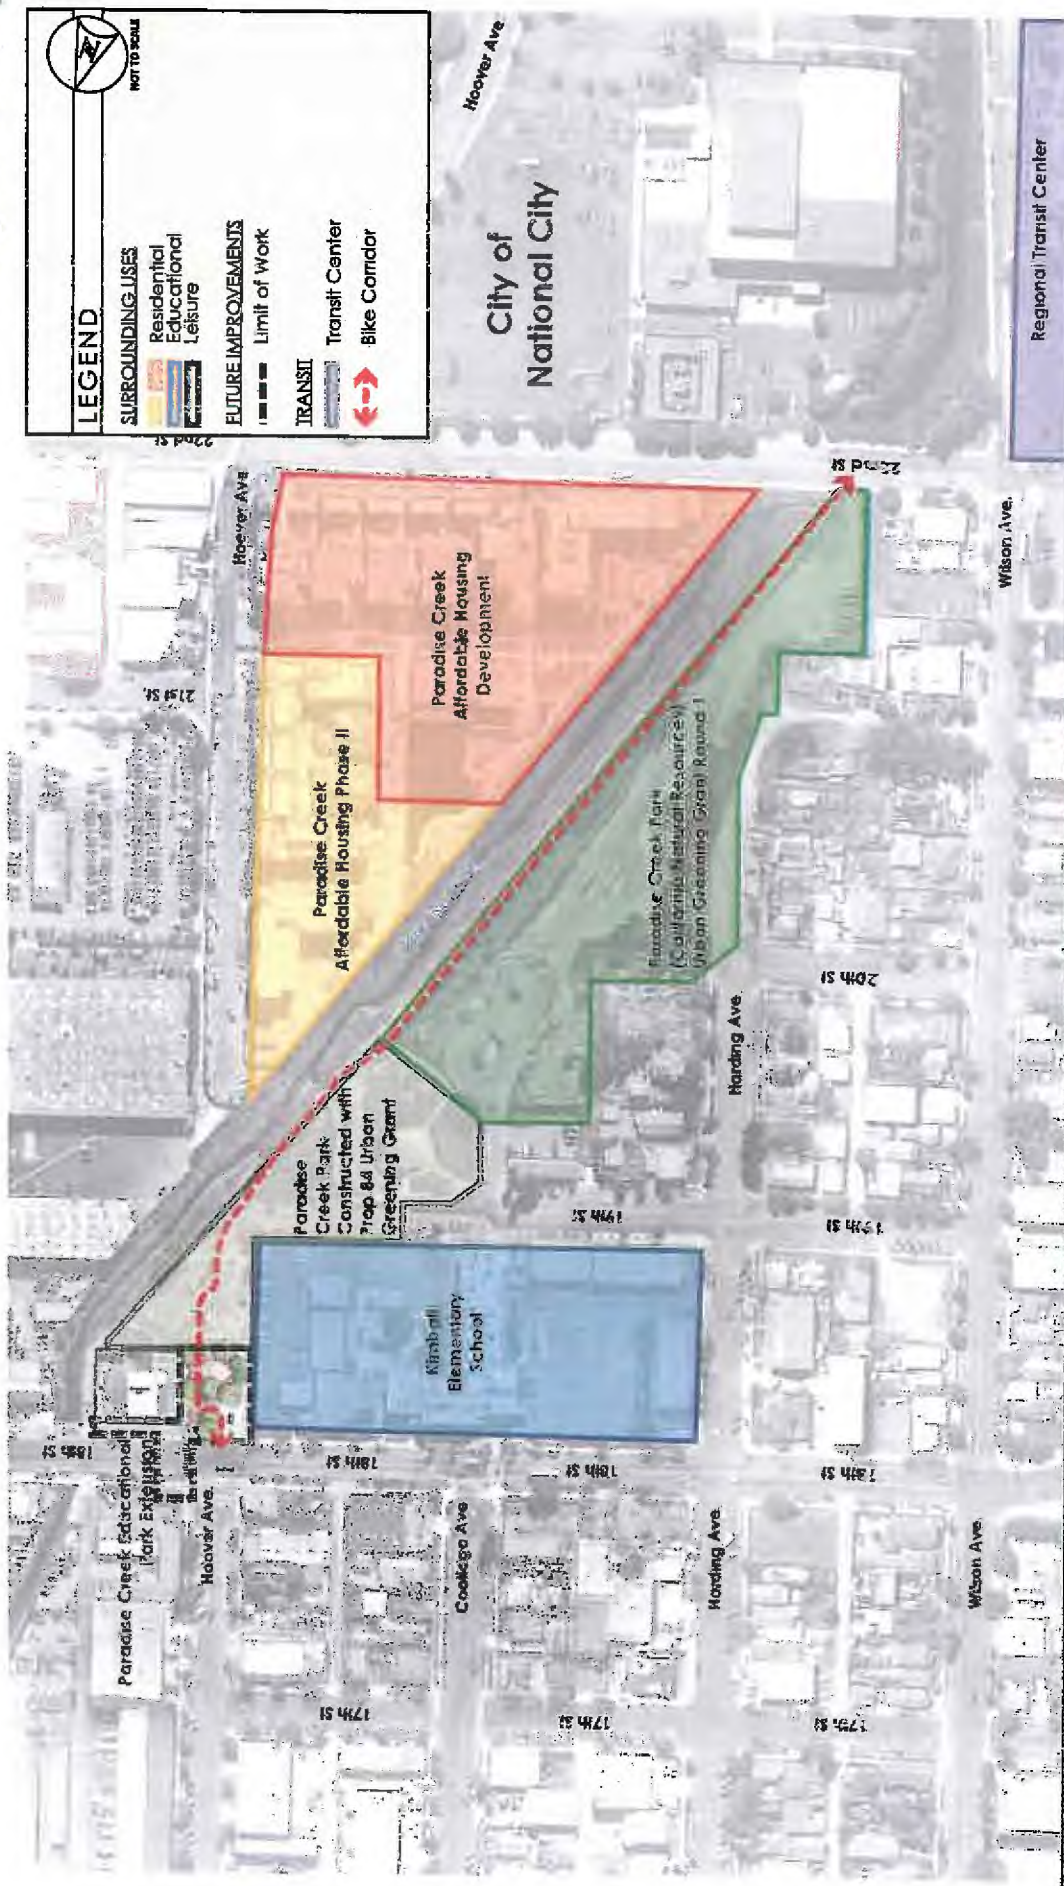 LEGEND
NOT TO SCALE
SURROUNDING USES
Residential
Educational
Leisure
FUTURE IMPROVEMENTS
Limit of Work
TRANSIT
Transit Center
Bike Corridor
Paradise Creek Educational
Park Extension
Paradise
Creek Park
Constructed with
Prop 84 Urban
Greening Grant
Kimball
Elementary
School
Paradise Creek
Affordable Housing Phase II
Paradise Creek
Affordable Housing
Development
Paradise Creek Park
(California Natural Resources)
Urban Greening Grant Round 1
City of
National City
Regional Transit Center
Hoover Ave
Hoover Ave
Hoover Ave.
Coolidge Ave
Harding Ave
Harding Ave.
Wilson Ave.
Wilson Ave.
17th St
17th St
17th St
18th St
18th St
18th St
19th St
19th St
20th St
21st St.
22nd St
22nd St